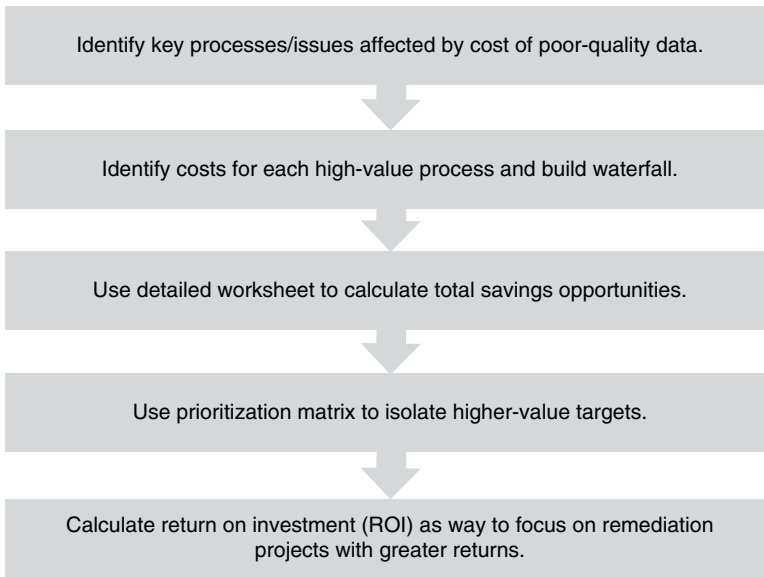 Identify key processes/issues affected by cost of poor-quality data.
Identify costs for each high-value process and build waterfall.
Use detailed worksheet to calculate total savings opportunities.
Use prioritization matrix to isolate higher-value targets.
Calculate return on investment (ROI) as way to focus on remediation
projects with greater returns.